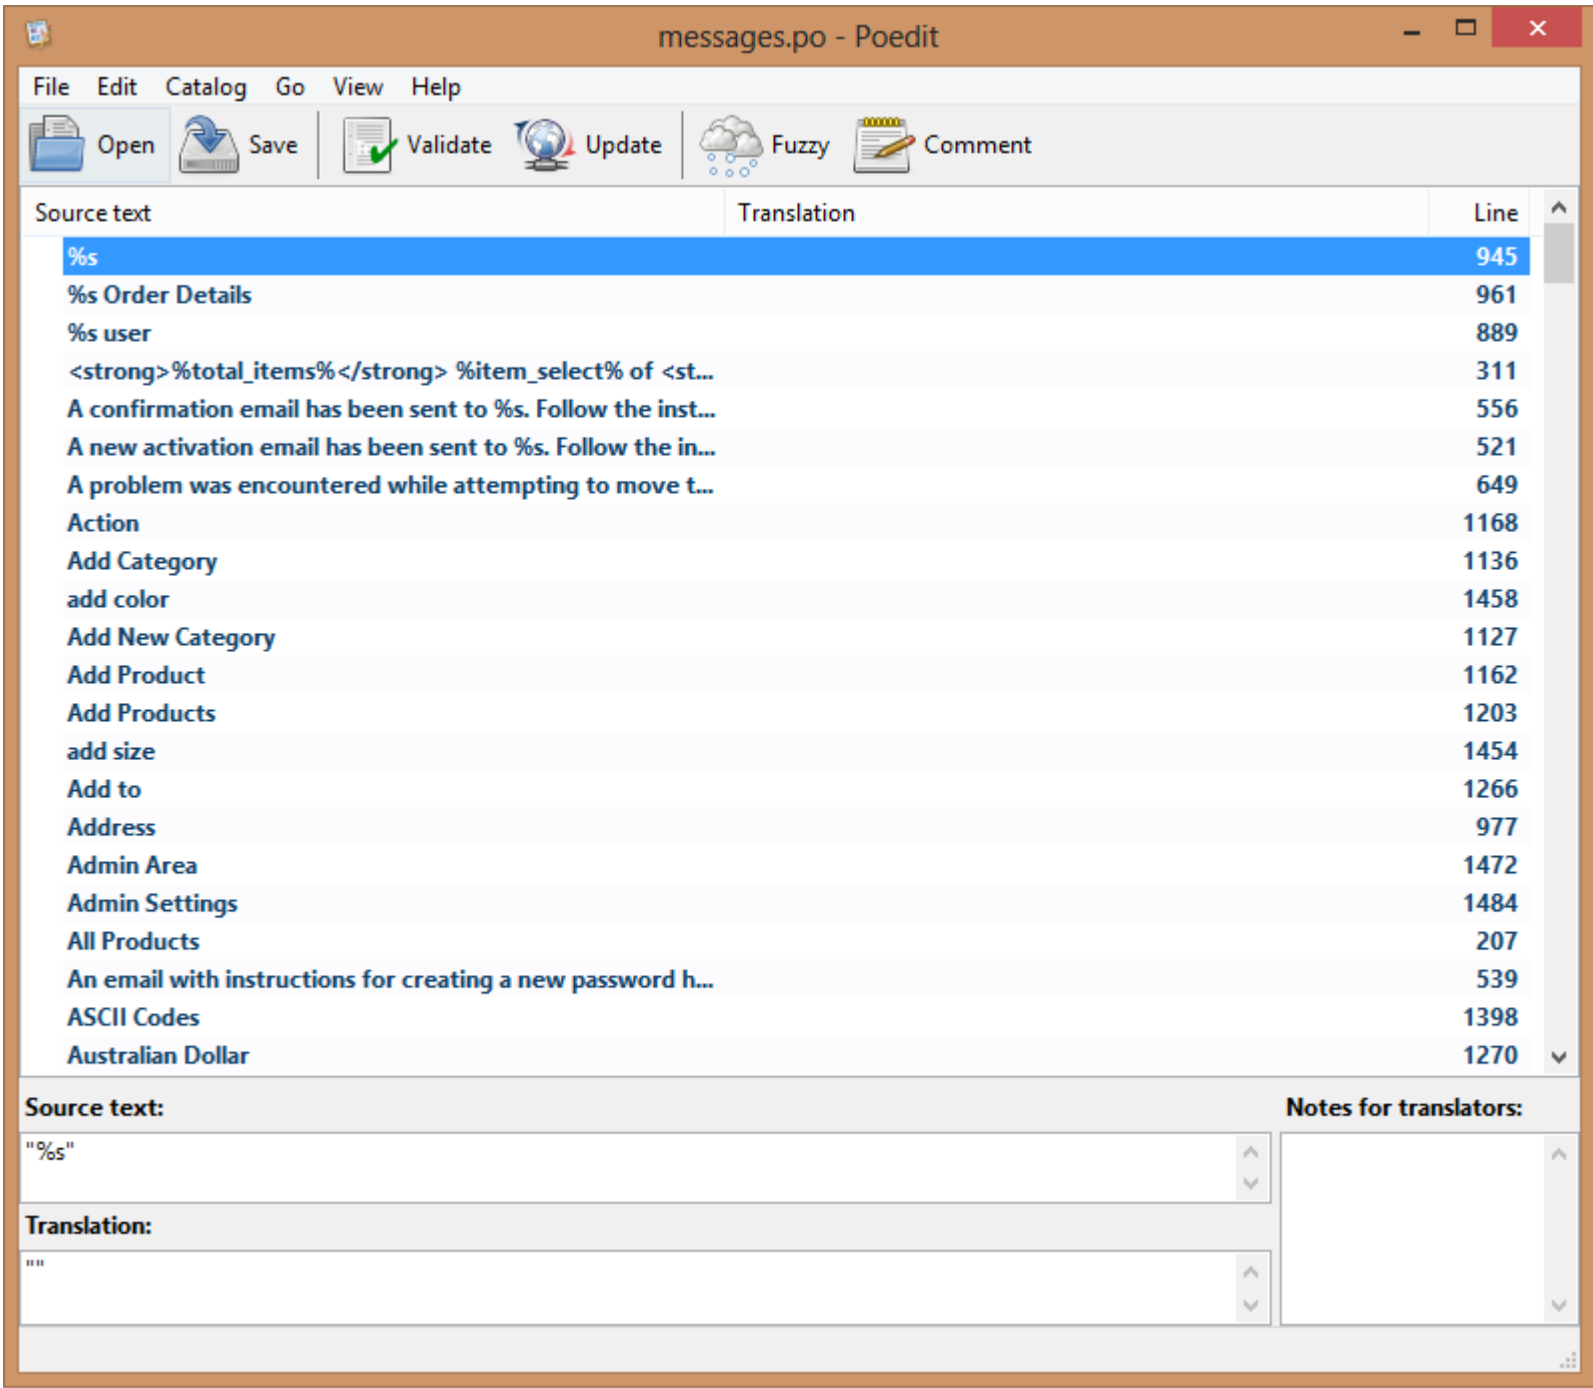 messages.po - Poedit
File Edit Catalog Go View Help
Open Save Validate Update Fuzzy Comment
Source text Translation Line
%s 945
%s Order Details 961
%s user 889
<strong>%total_items%</strong> %item_select% of <st... 311
A confirmation email has been sent to %s. Follow the inst... 556
A new activation email has been sent to %s. Follow the in... 521
A problem was encountered while attempting to move t... 649
Action 1168
Add Category 1136
add color 1458
Add New Category 1127
Add Product 1162
Add Products 1203
add size 1454
Add to 1266
Address 977
Admin Area 1472
Admin Settings 1484
All Products 207
An email with instructions for creating a new password h... 539
ASCII Codes 1398
Australian Dollar 1270
Source text: Notes for translators:
"%s"
Translation:
""